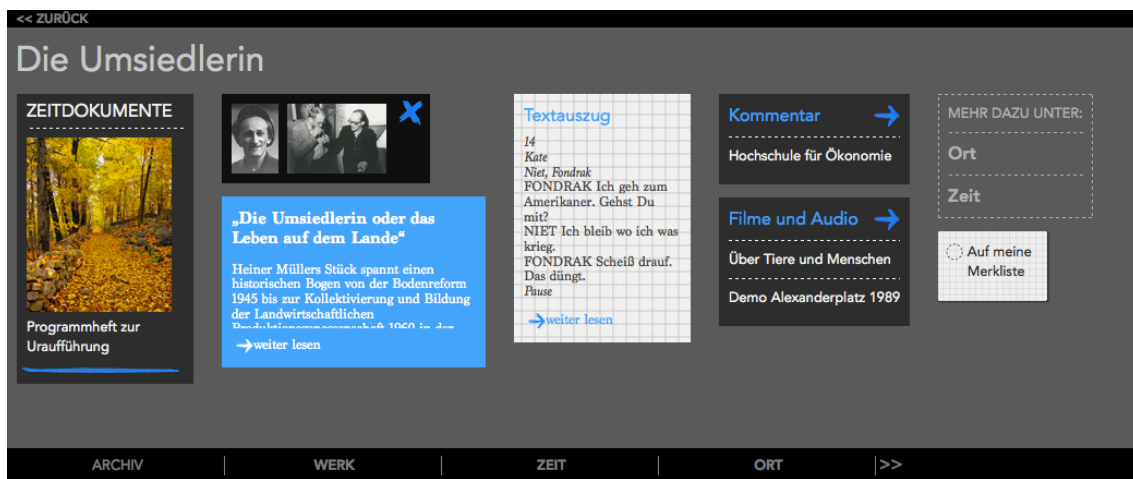 << ZURÜCK
Die Umsiedlerin
ZEITDOKUMENTE
Programmheft zur
Uraufführung
„Die Umsiedlerin oder das
Leben auf dem Lande“
Heiner Müllers Stück spannt einen
historischen Bogen von der Bodenreform
1945 bis zur Kollektivierung und Bildung
der Landwirtschaftlichen
Produktionsgenossenschaft 1960 in der
weiter lesen
Textauszug
14
Kate
Niet, Fondrak
FONDRAK Ich geh zum
Amerikaner. Gehst Du
mit?
NIET Ich bleib wo ich was
krieg.
FONDRAK Scheiß drauf.
Das düngt.
Pause
weiter lesen
Kommentar
Hochschule für Ökonomie
Filme und Audio
Über Tiere und Menschen
Demo Alexanderplatz 1989
MEHR DAZU UNTER:
Ort
Zeit
Auf meine
Merkliste
ARCHIV
WERK
ZEIT
ORT
>>